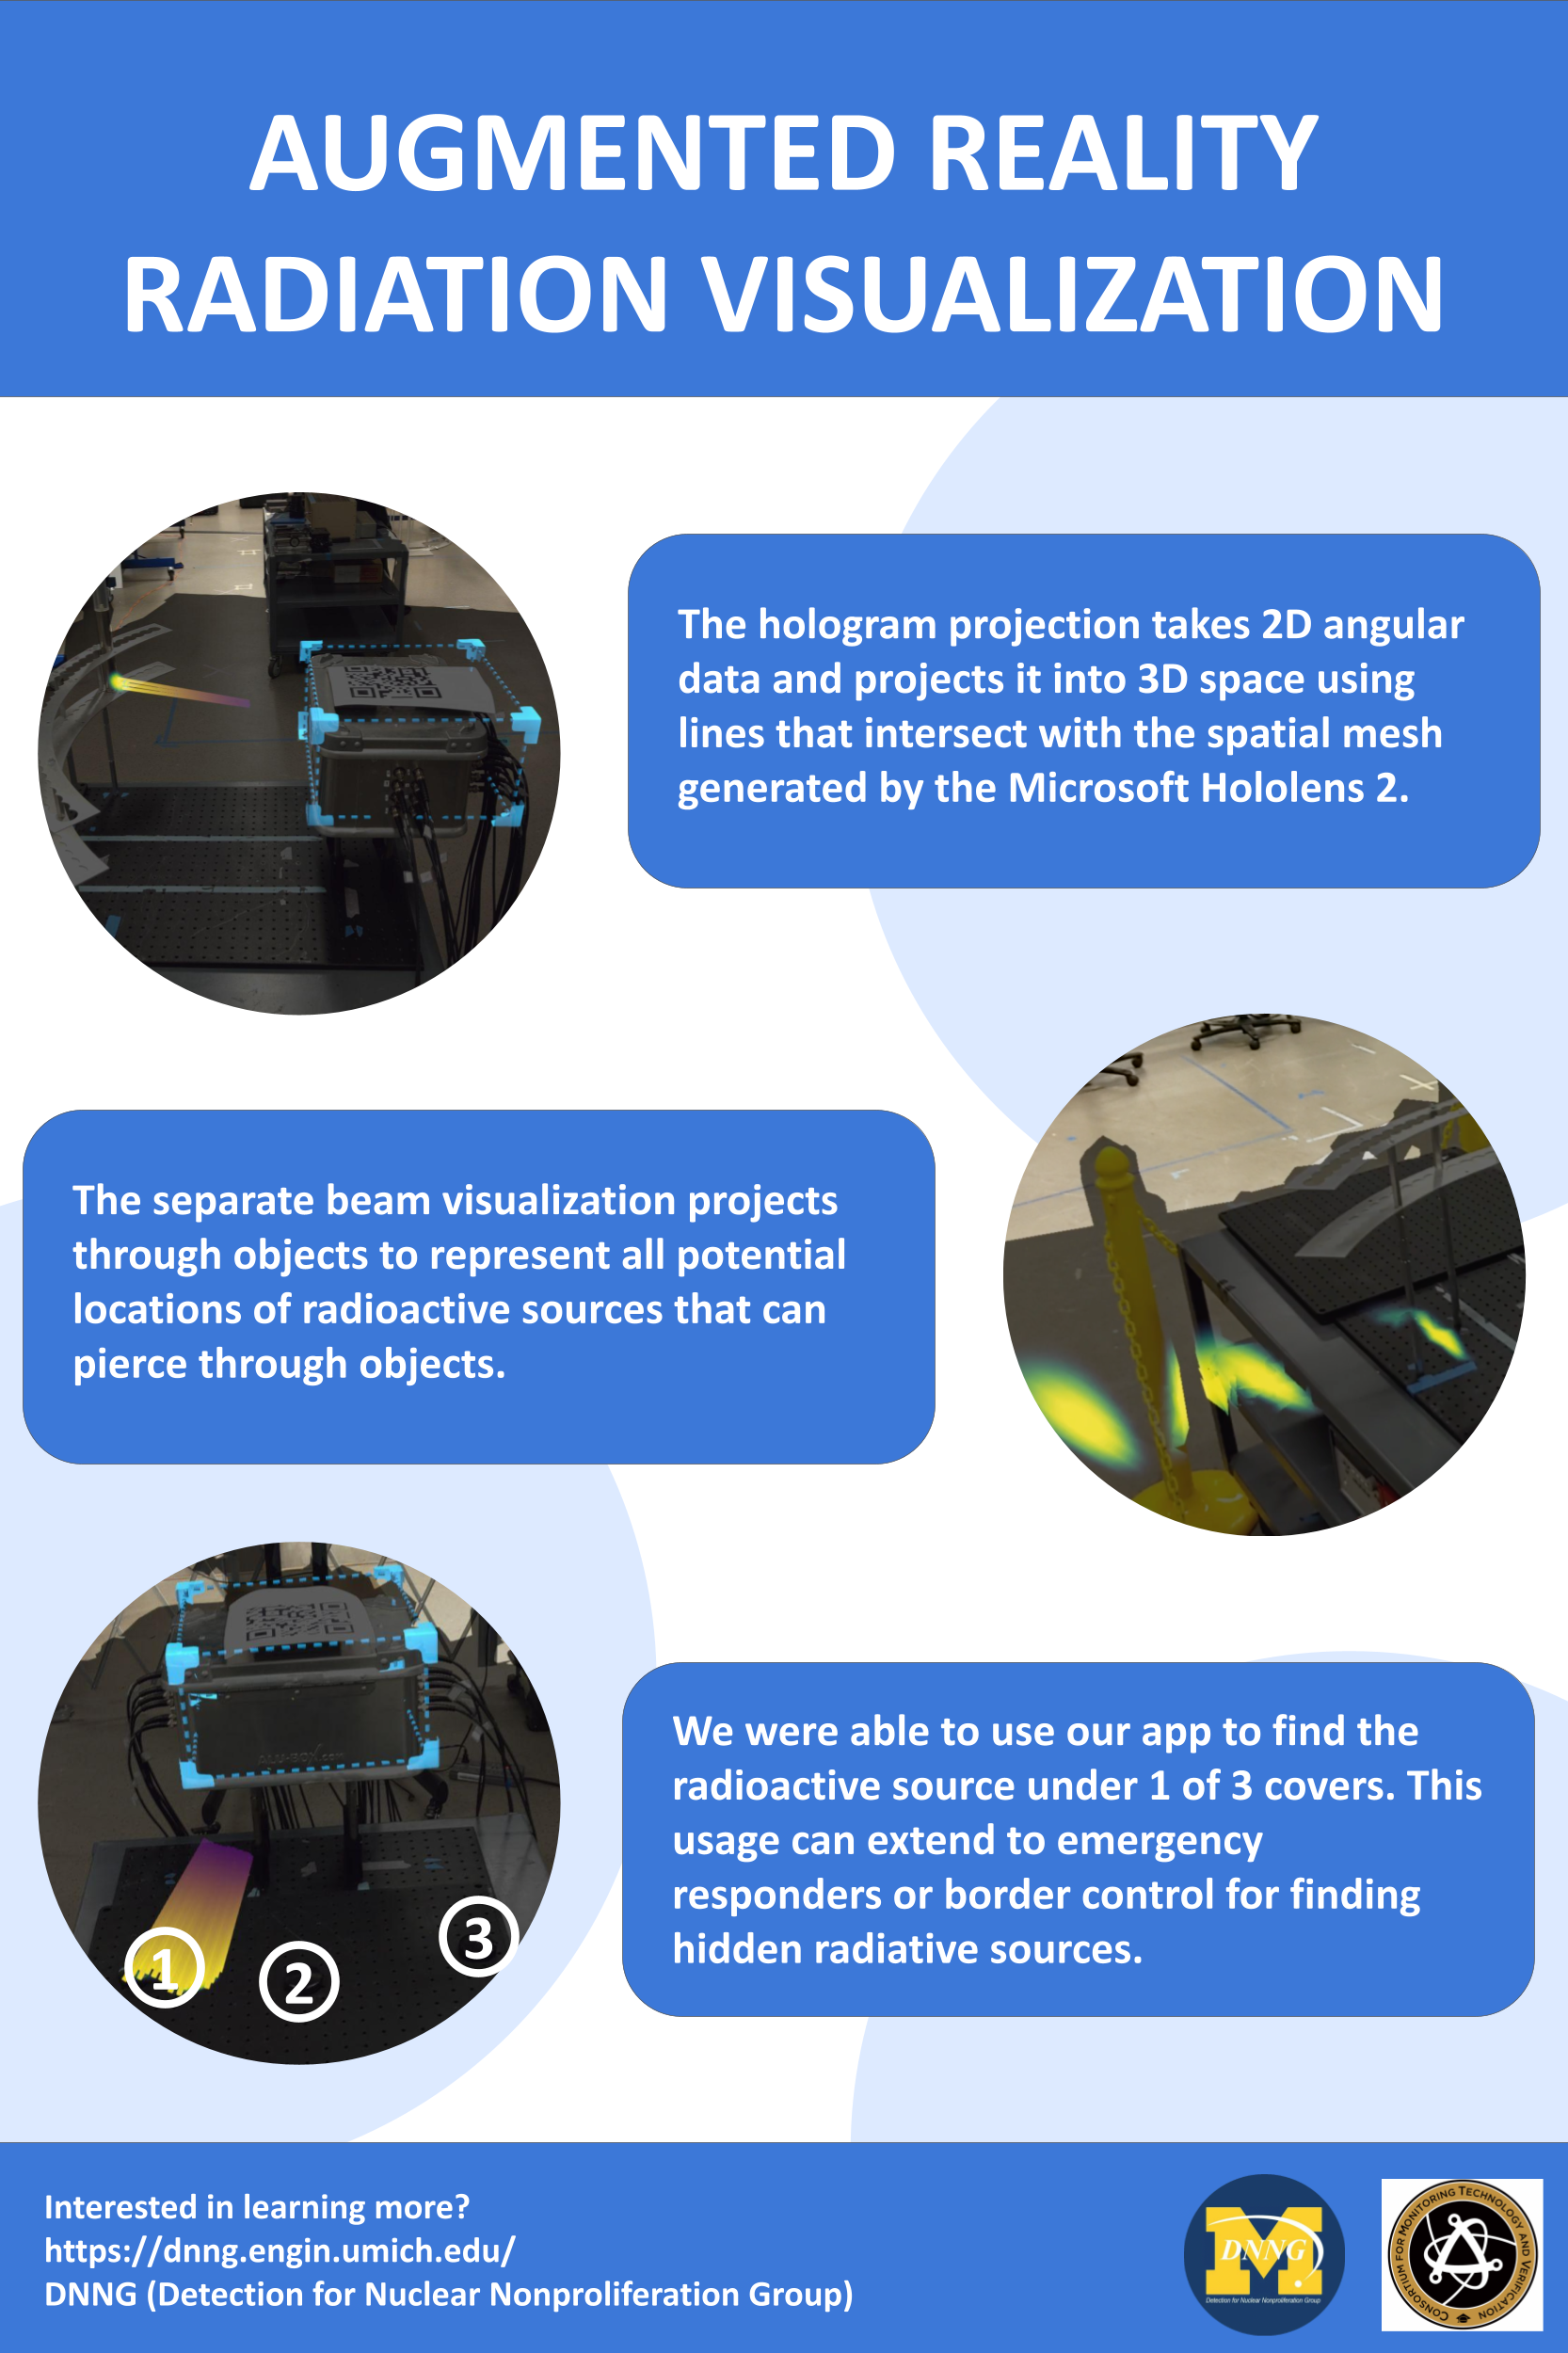 AUGMENTED REALITY
RADIATION VISUALIZATION
The hologram projection takes 2D angular
data and projects it into 3D space using
lines that intersect with the spatial mesh
generated by the Microsoft Hololens 2.
The separate beam visualization projects
through objects to represent all potential
locations of radioactive sources that can
pierce through objects.
ALU-BOX.com
1
2
3
We were able to use our app to find the
radioactive source under 1 of 3 covers. This
usage can extend to emergency
responders or border control for finding
hidden radiative sources.
Interested in learning more?
https://dnng.engin.umich.edu/
DNNG (Detection for Nuclear Nonproliferation Group)
M
DNNG
Detection for Nuclear Nonproliferation Group
CONSORTIUM FOR MONITORING TECHNOLOGY AND VERIFICATION